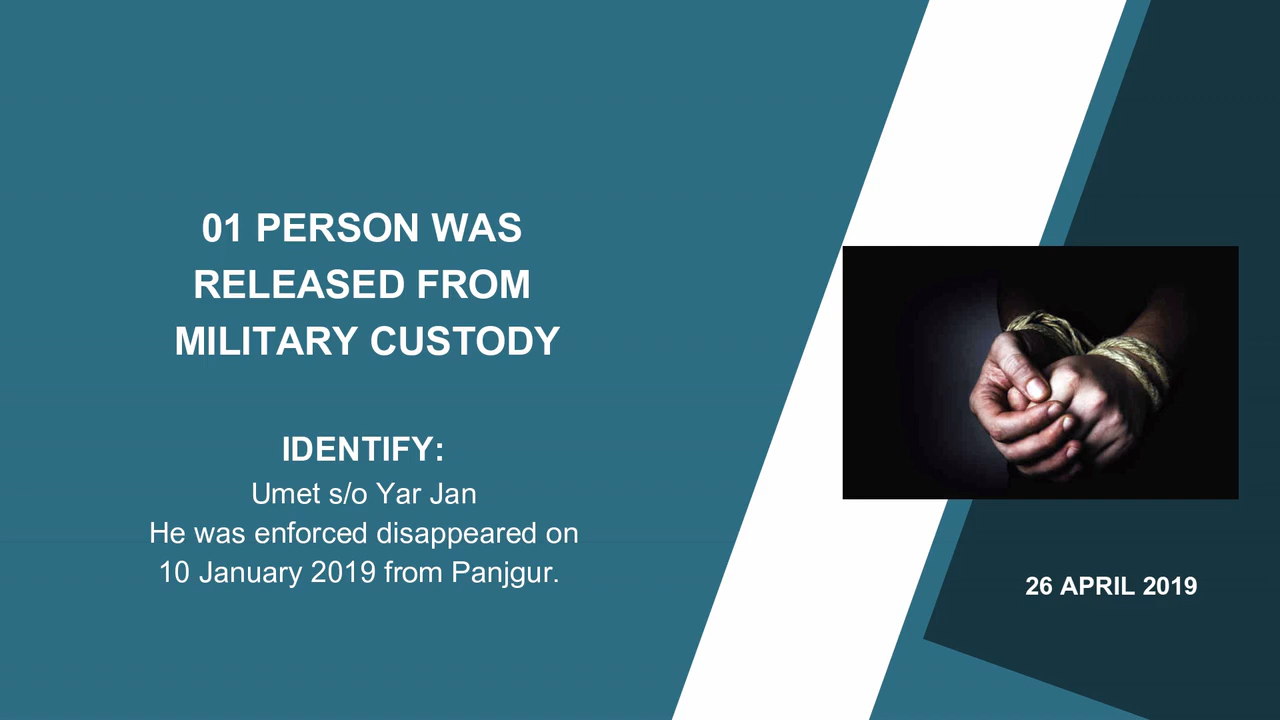 01 PERSON WAS
RELEASED FROM
MILITARY CUSTODY
IDENTIFY:
Umet s/o Yar Jan
He was enforced disappeared on
10 January 2019 from Panjgur.
26 APRIL 2019